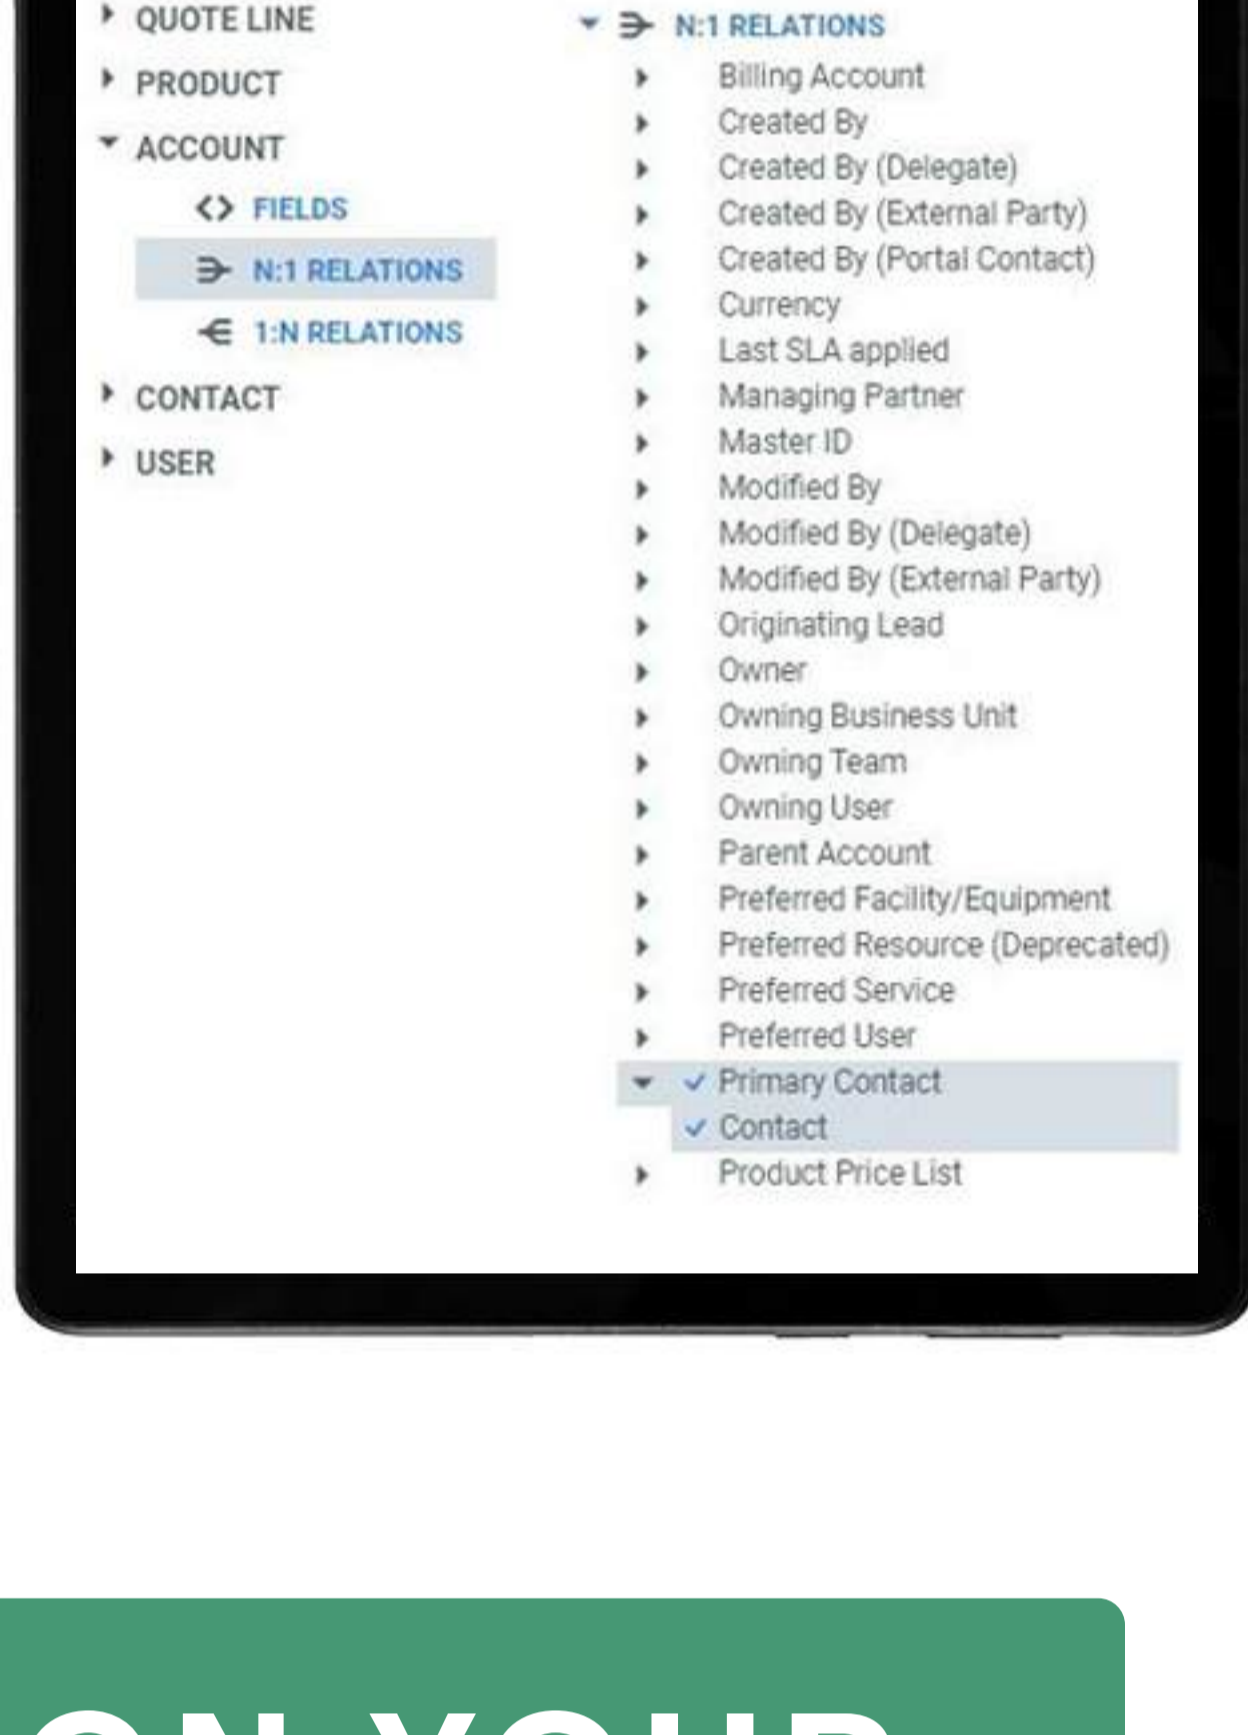 QUOTE LINE
PRODUCT
ACCOUNT
FIELDS
N:1 RELATIONS
1:N RELATIONS
CONTACT
USER
N:1 RELATIONS
Billing Account
Created By
Created By (Delegate)
Created By (External Party)
Created By (Portal Contact)
Currency
Last SLA applied
Managing Partner
Master ID
Modified By
Modified By (Delegate)
Modified By (External Party)
Originating Lead
Owner
Owning Business Unit
Owning Team
Owning User
Parent Account
Preferred Facility/Equipment
Preferred Resource (Deprecated)
Preferred Service
Preferred User
Primary Contact
Contact
Product Price List
ON YOUR